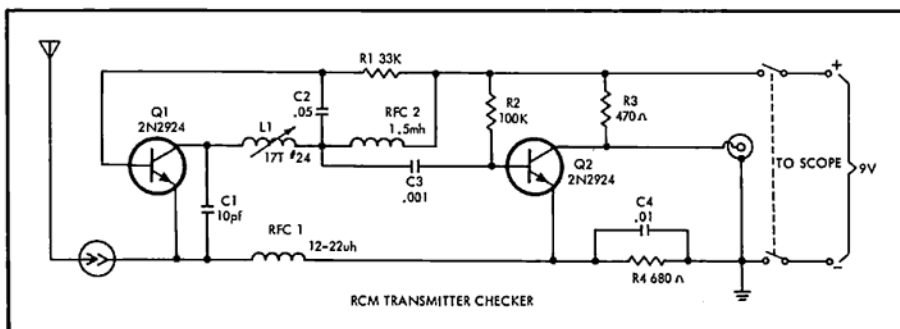 R1 33K
C2
.05
R2
100K
R3
470Ω
Q1
2N2924
L1
17T #24
RFC 2
1.5mh
+
Q2
2N2924
TO SCOPE
9V
C3
.001
C1
10pf
RFC 1
12-22uh
C4
.01
R4 680 Ω
−
RCM TRANSMITTER CHECKER